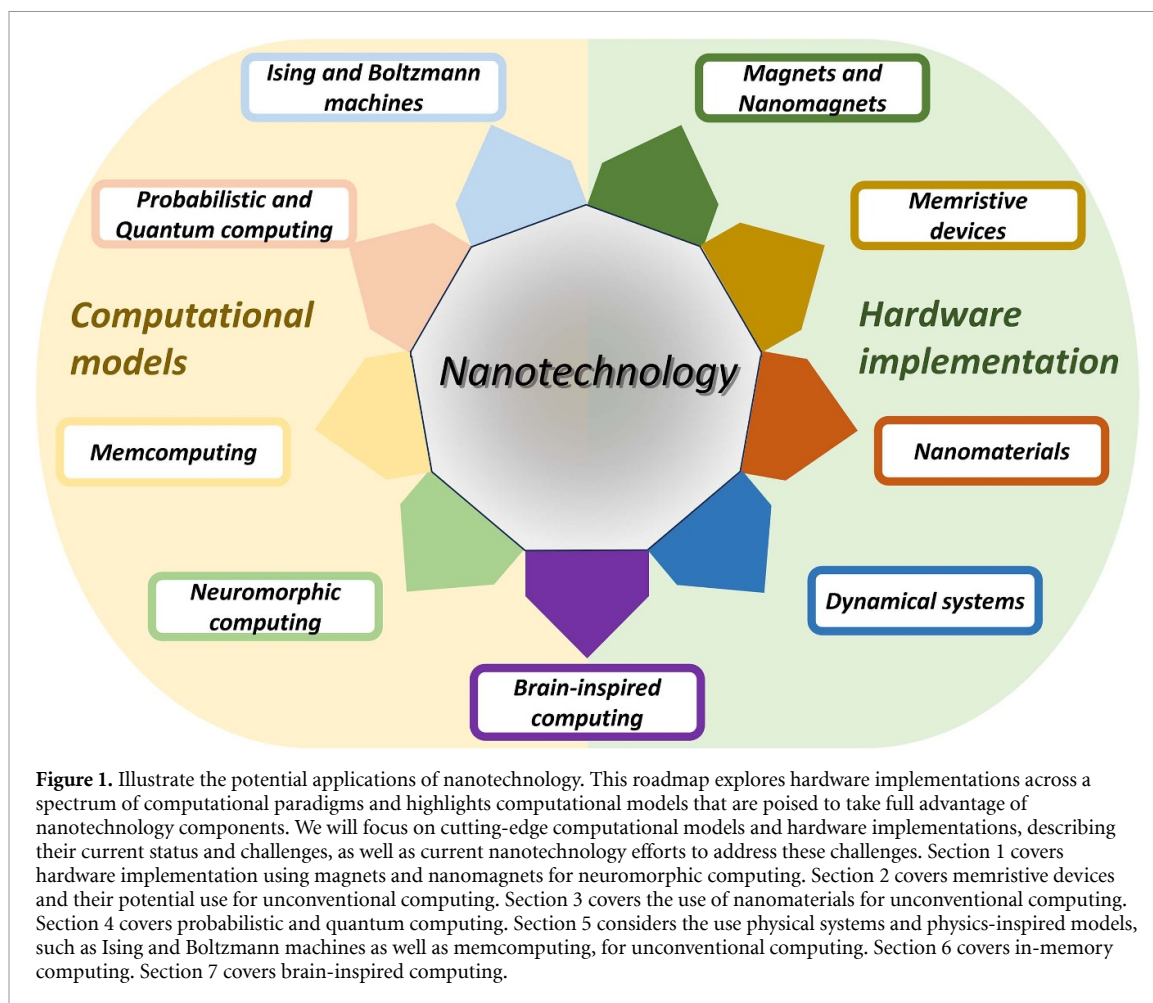 Ising and Boltzmann
machines
Magnets and
Nanomagnets
Probabilistic and
Quantum computing
Memristive
devices
Computational
models
Hardware
implementation
Nanotechnology
Memcomputing
Nanomaterials
Neuromorphic
computing
Dynamical systems
Brain-inspired
computing
Figure 1. Illustrate the potential applications of nanotechnology. This roadmap explores hardware implementations across a
spectrum of computational paradigms and highlights computational models that are poised to take full advantage of
nanotechnology components. We will focus on cutting-edge computational models and hardware implementations, describing
their current status and challenges, as well as current nanotechnology efforts to address these challenges. Section 1 covers
hardware implementation using magnets and nanomagnets for neuromorphic computing. Section 2 covers memristive devices
and their potential use for unconventional computing. Section 3 covers the use of nanomaterials for unconventional computing.
Section 4 covers probabilistic and quantum computing. Section 5 considers the use physical systems and physics-inspired models,
such as Ising and Boltzmann machines as well as memcomputing, for unconventional computing. Section 6 covers in-memory
computing. Section 7 covers brain-inspired computing.